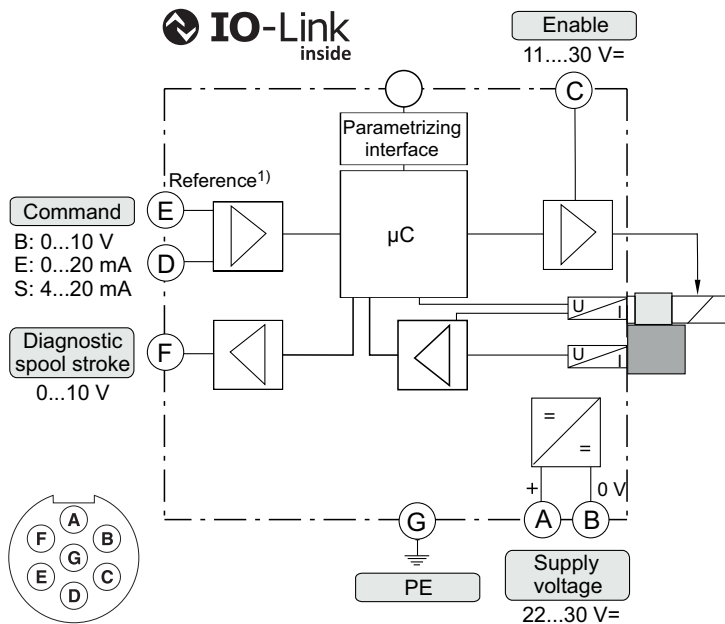 IO-Link
inside
Enable
11....30 V=
C
Parametrizing
interface
Reference1)
E
Command
D
B: 0...10 V
E: 0...20 mA
S: 4...20 mA
µC
U
I
Diagnostic
spool stroke
F
0...10 V
U
I
=
=
+
0 V
G
A
B
PE
Supply
voltage
22...30 V=
A
F
B
G
E
C
D